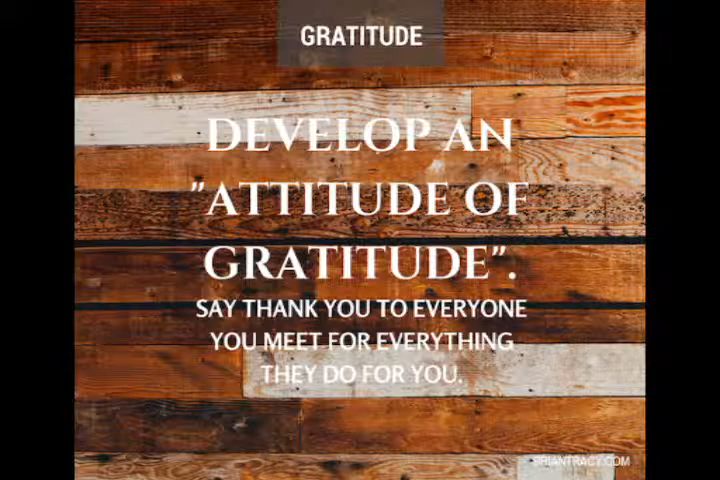 GRATITUDE
DEVELOP AN
"ATTITUDE OF
GRATITUDE".
SAY THANK YOU TO EVERYONE
YOU MEET FOR EVERYTHING
THEY DO FOR YOU.
BRIANTRACY.COM